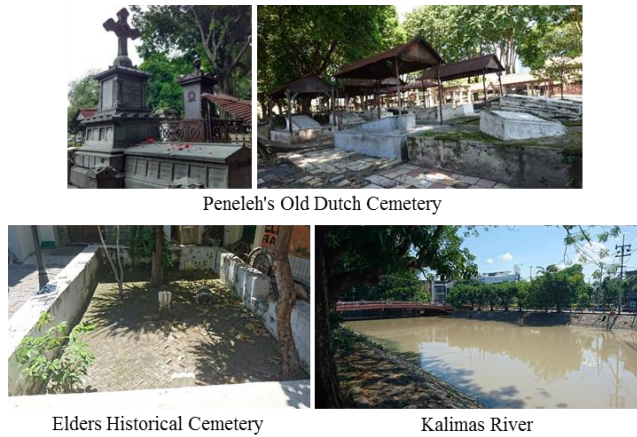 Peneleh's Old Dutch Cemetery
Elders Historical Cemetery
Kalimas River